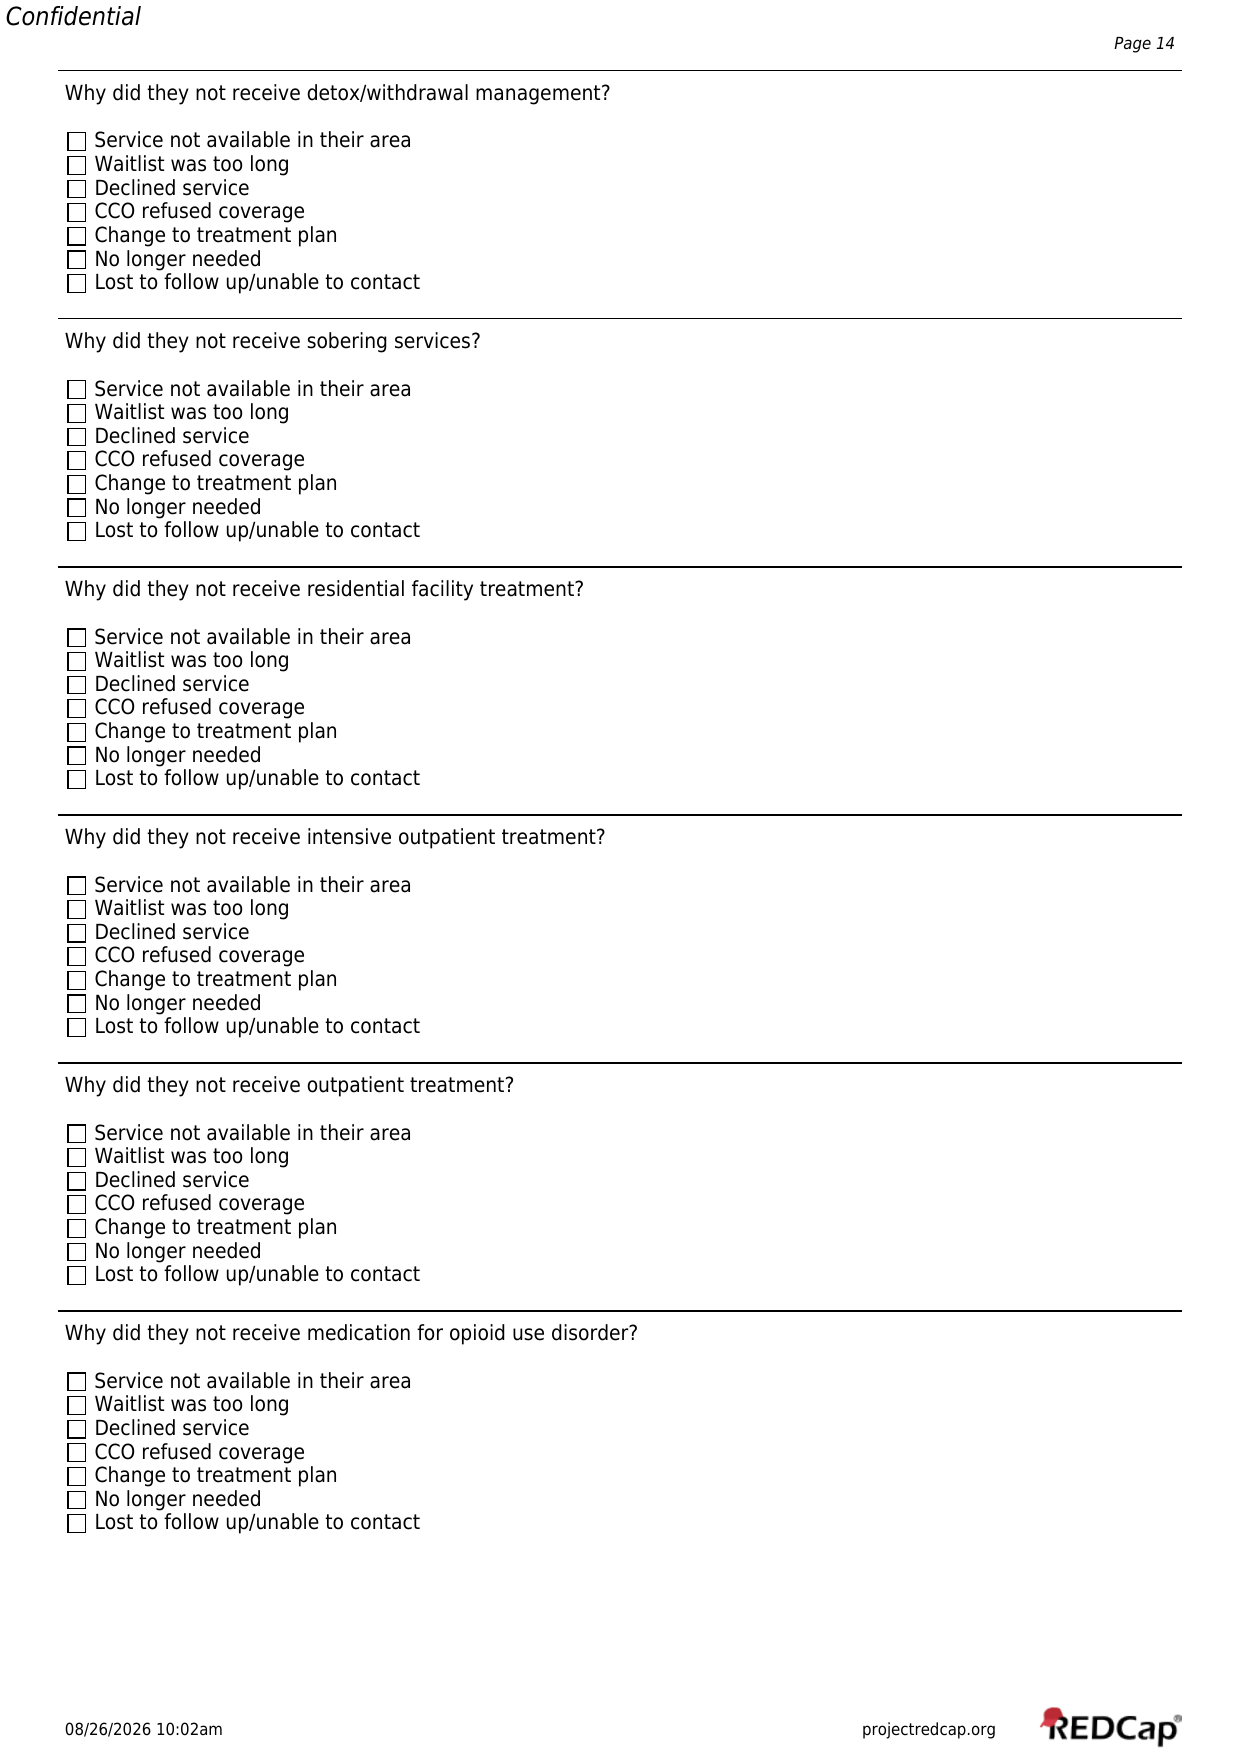 Confidential
Page 14
Why did they not receive detox/withdrawal management?
Service not available in their area
Waitlist was too long
Declined service
CCO refused coverage
Change to treatment plan
No longer needed
Lost to follow up/unable to contact
Why did they not receive sobering services?
Service not available in their area
Waitlist was too long
Declined service
CCO refused coverage
Change to treatment plan
No longer needed
Lost to follow up/unable to contact
Why did they not receive residential facility treatment?
Service not available in their area
Waitlist was too long
Declined service
CCO refused coverage
Change to treatment plan
No longer needed
Lost to follow up/unable to contact
Why did they not receive intensive outpatient treatment?
Service not available in their area
Waitlist was too long
Declined service
CCO refused coverage
Change to treatment plan
No longer needed
Lost to follow up/unable to contact
Why did they not receive outpatient treatment?
Service not available in their area
Waitlist was too long
Declined service
CCO refused coverage
Change to treatment plan
No longer needed
Lost to follow up/unable to contact
Why did they not receive medication for opioid use disorder?
Service not available in their area
Waitlist was too long
Declined service
CCO refused coverage
Change to treatment plan
No longer needed
Lost to follow up/unable to contact
08/26/2026 10:02am projectredcap.org REDCap®